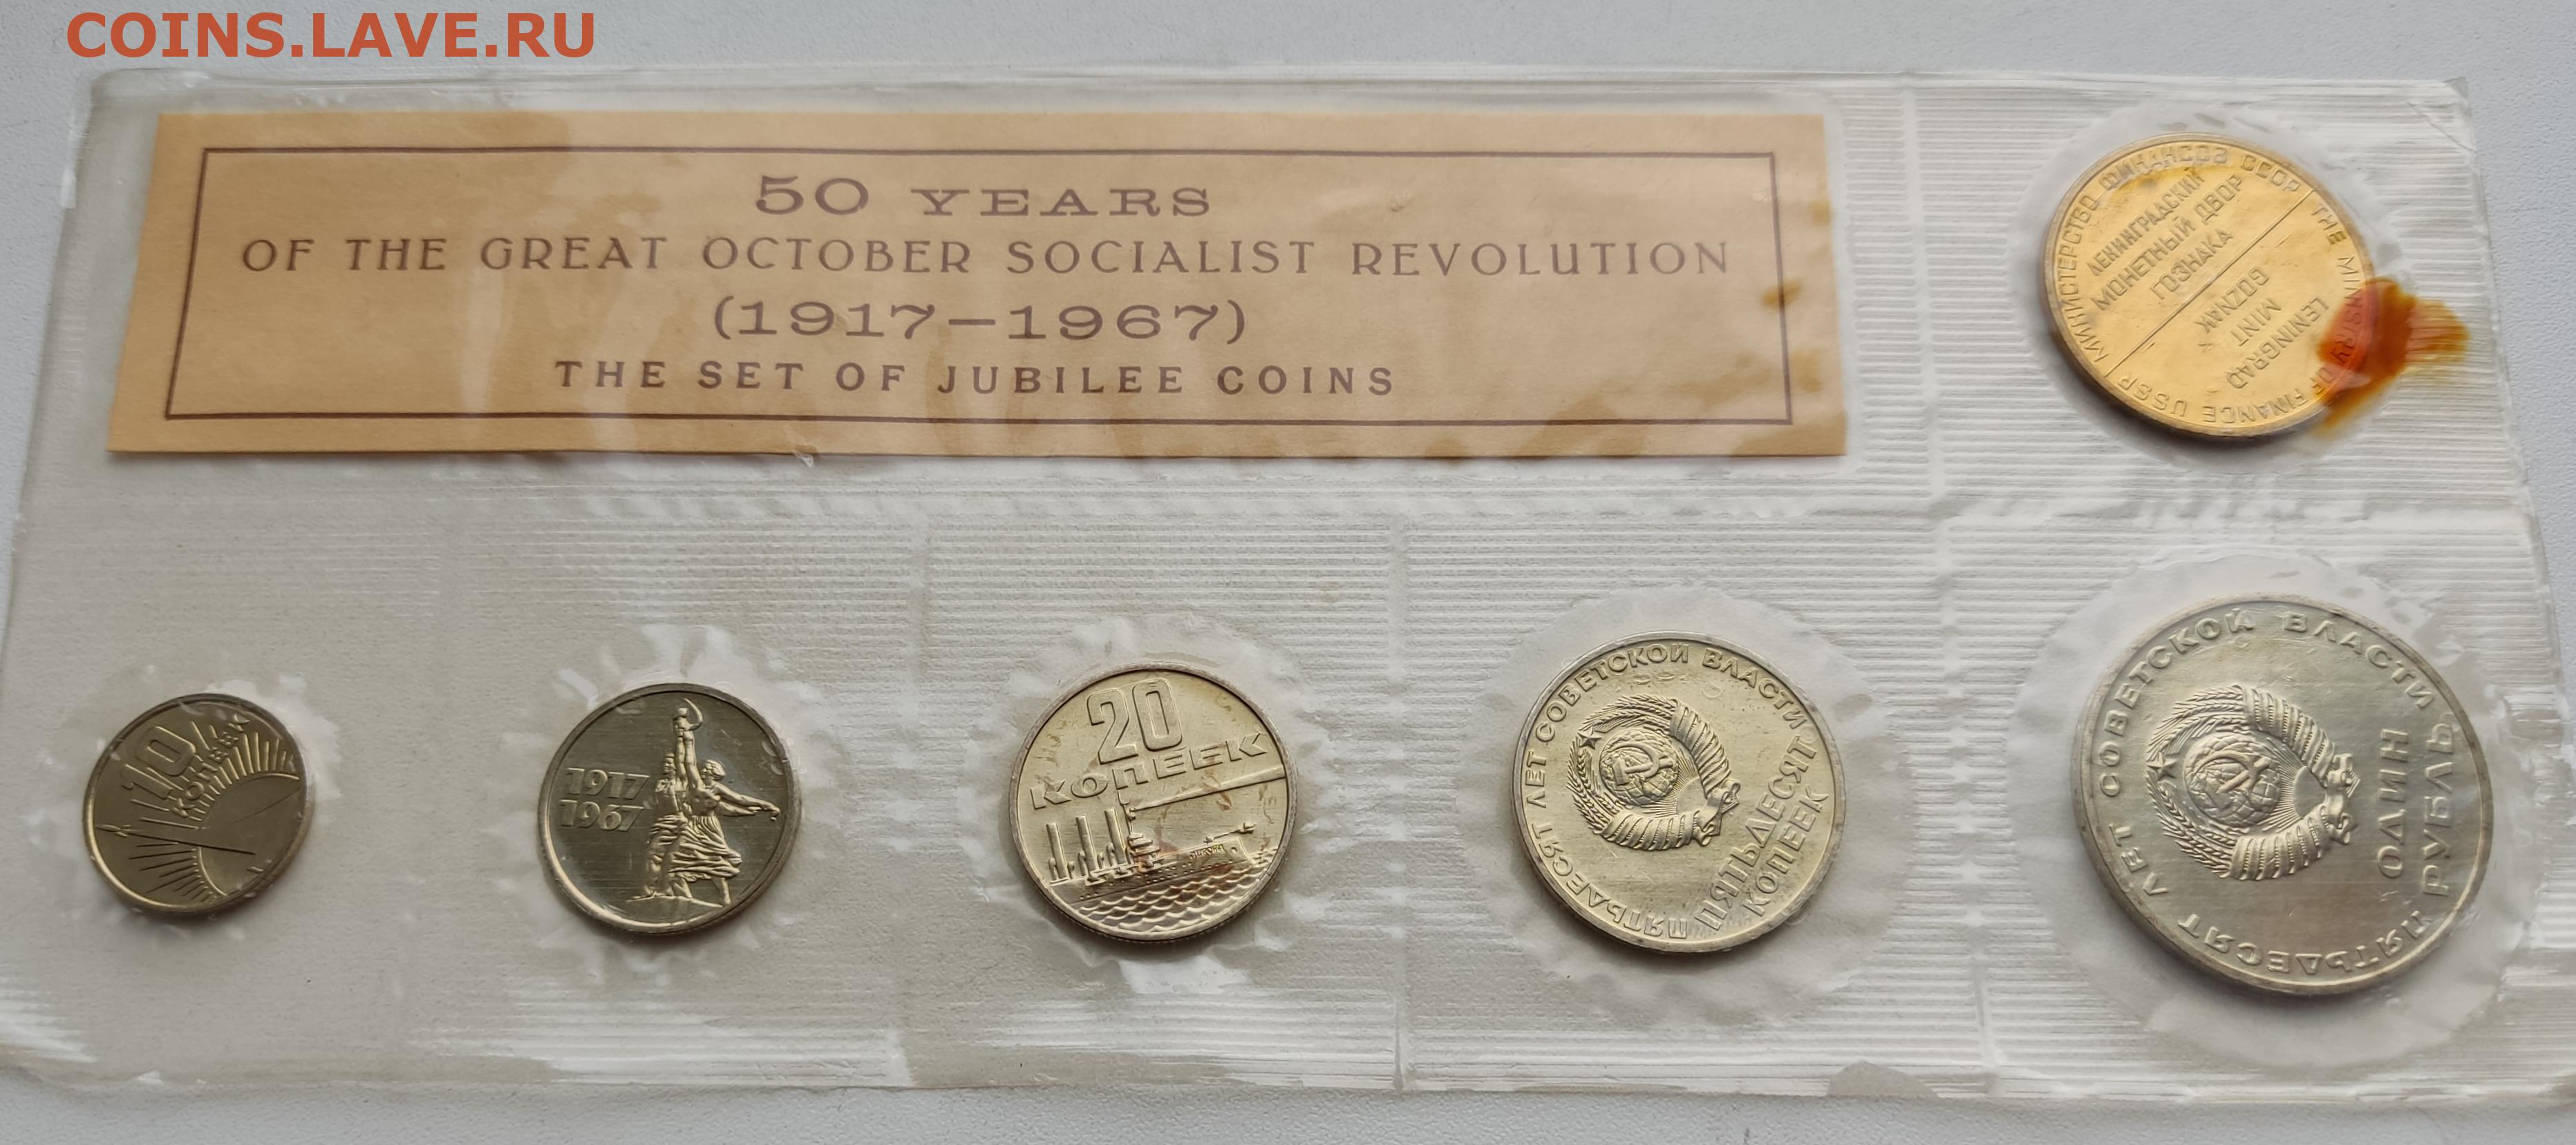 COINS.LAVE.RU
50 YEARS
OF THE GREAT OCTOBER SOCIALIST REVOLUTION
(1917-1967)
THE SET OF JUBILEE COINS
МИНИСТЕРСТВО ФИНАНСОВ СССР
ЛЕНИНГРАДСКИЙ
МОНЕТНЫЙ ДВОР
ГОЗНАКА
THE MINISTRY OF FINANCE USSR
LENINGRAD
MINT
GOZNAK
10
КОПЕЕК
1917
1967
20
КОПЕЕК
АВРОРА
ПЯТЬДЕСЯТ ЛЕТ СОВЕТСКОЙ ВЛАСТИ
ПЯТЬДЕСЯТ
КОПЕЕК
ПЯТЬДЕСЯТ ЛЕТ СОВЕТСКОЙ ВЛАСТИ
ОДИН
РУБЛЬ